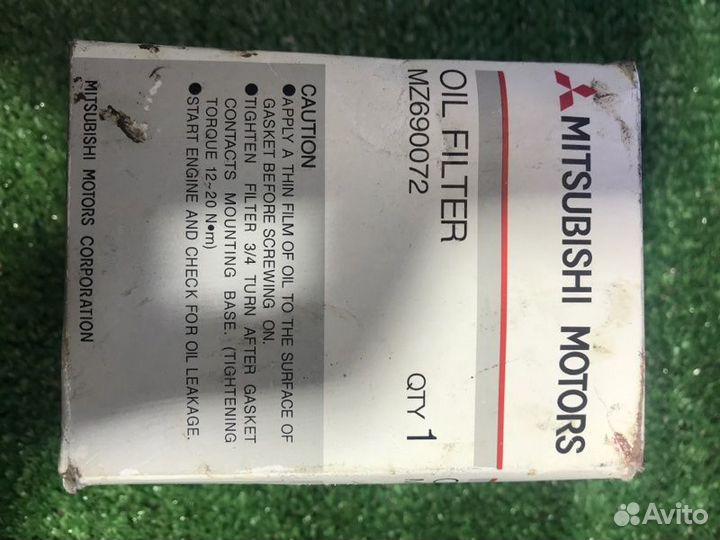 MITSUBISHI MOTORS
OIL FILTER
MZ690072
QTY 1
CAUTION
●APPLY A THIN FILM OF OIL TO THE SURFACE OF
GASKET BEFORE SCREWING ON.
●TIGHTEN FILTER 3/4 TURN AFTER GASKET
CONTACTS MOUNTING BASE. (TIGHTENING
TORQUE 12~20 N•m)
●START ENGINE AND CHECK FOR OIL LEAKAGE.
MITSUBISHI MOTORS CORPORATION
Avito